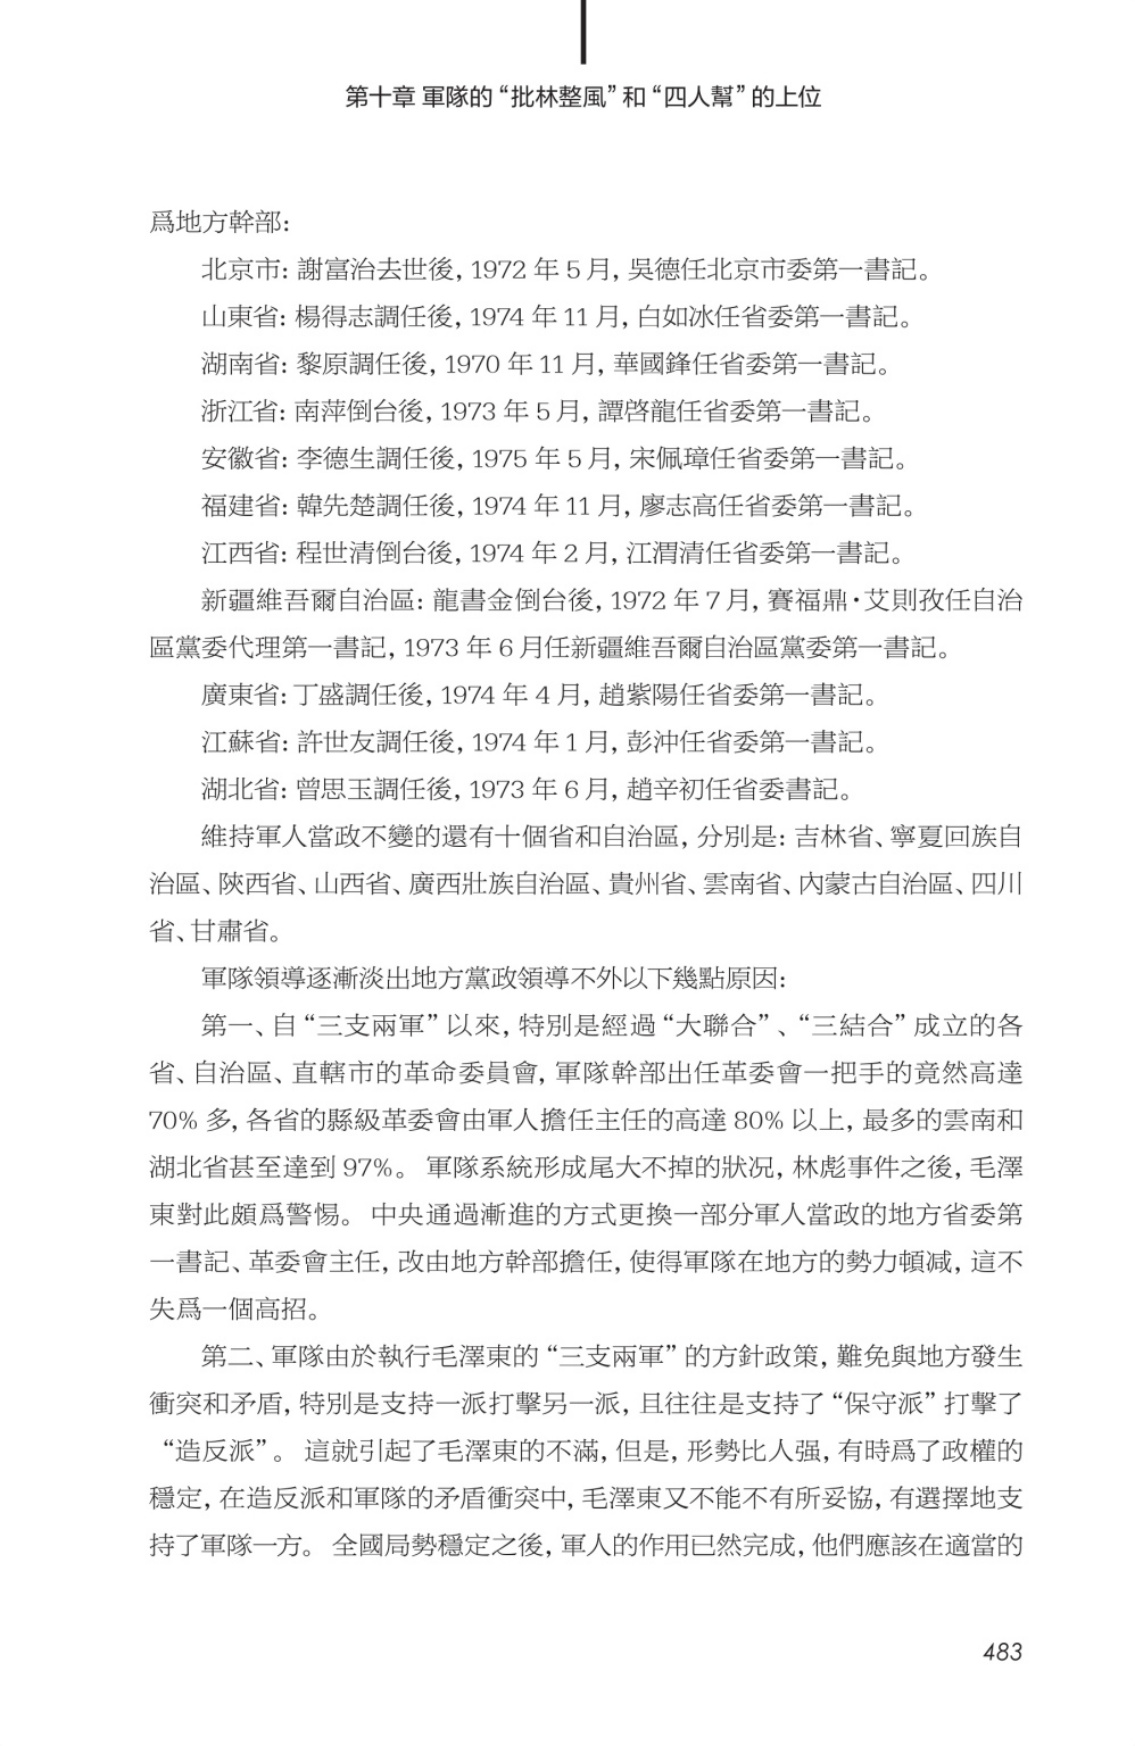 第十章 軍隊的“批林整風”和“四人幫”的上位
爲地方幹部：
北京市：謝富治去世後，1972 年 5 月，吳德任北京市委第一書記。
山東省：楊得志調任後，1974 年 11 月，白如冰任省委第一書記。
湖南省：黎原調任後，1970 年 11 月，華國鋒任省委第一書記。
浙江省：南萍倒台後，1973 年 5 月，譚啓龍任省委第一書記。
安徽省：李德生調任後，1975 年 5 月，宋佩璋任省委第一書記。
福建省：韓先楚調任後，1974 年 11 月，廖志高任省委第一書記。
江西省：程世清倒台後，1974 年 2 月，江渭清任省委第一書記。
新疆維吾爾自治區：龍書金倒台後，1972 年 7 月，賽福鼎·艾則孜任自治
區黨委代理第一書記，1973 年 6 月任新疆維吾爾自治區黨委第一書記。
廣東省：丁盛調任後，1974 年 4 月，趙紫陽任省委第一書記。
江蘇省：許世友調任後，1974 年 1 月，彭沖任省委第一書記。
湖北省：曾思玉調任後，1973 年 6 月，趙辛初任省委書記。
維持軍人當政不變的還有十個省和自治區，分別是：吉林省、寧夏回族自
治區、陝西省、山西省、廣西壯族自治區、貴州省、雲南省、內蒙古自治區、四川
省、甘肅省。
軍隊領導逐漸淡出地方黨政領導不外以下幾點原因：
第一、自“三支兩軍”以來，特別是經過“大聯合”、“三結合”成立的各
省、自治區、直轄市的革命委員會，軍隊幹部出任革委會一把手的竟然高達
70% 多，各省的縣級革委會由軍人擔任主任的高達 80% 以上，最多的雲南和
湖北省甚至達到 97%。軍隊系統形成尾大不掉的狀況，林彪事件之後，毛澤
東對此頗爲警惕。中央通過漸進的方式更換一部分軍人當政的地方省委第
一書記、革委會主任，改由地方幹部擔任，使得軍隊在地方的勢力頓减，這不
失爲一個高招。
第二、軍隊由於執行毛澤東的“三支兩軍”的方針政策，難免與地方發生
衝突和矛盾，特別是支持一派打擊另一派，且往往是支持了“保守派”打擊了
“造反派”。這就引起了毛澤東的不滿，但是，形勢比人强，有時爲了政權的
穩定，在造反派和軍隊的矛盾衝突中，毛澤東又不能不有所妥協，有選擇地支
持了軍隊一方。全國局勢穩定之後，軍人的作用已然完成，他們應該在適當的
483